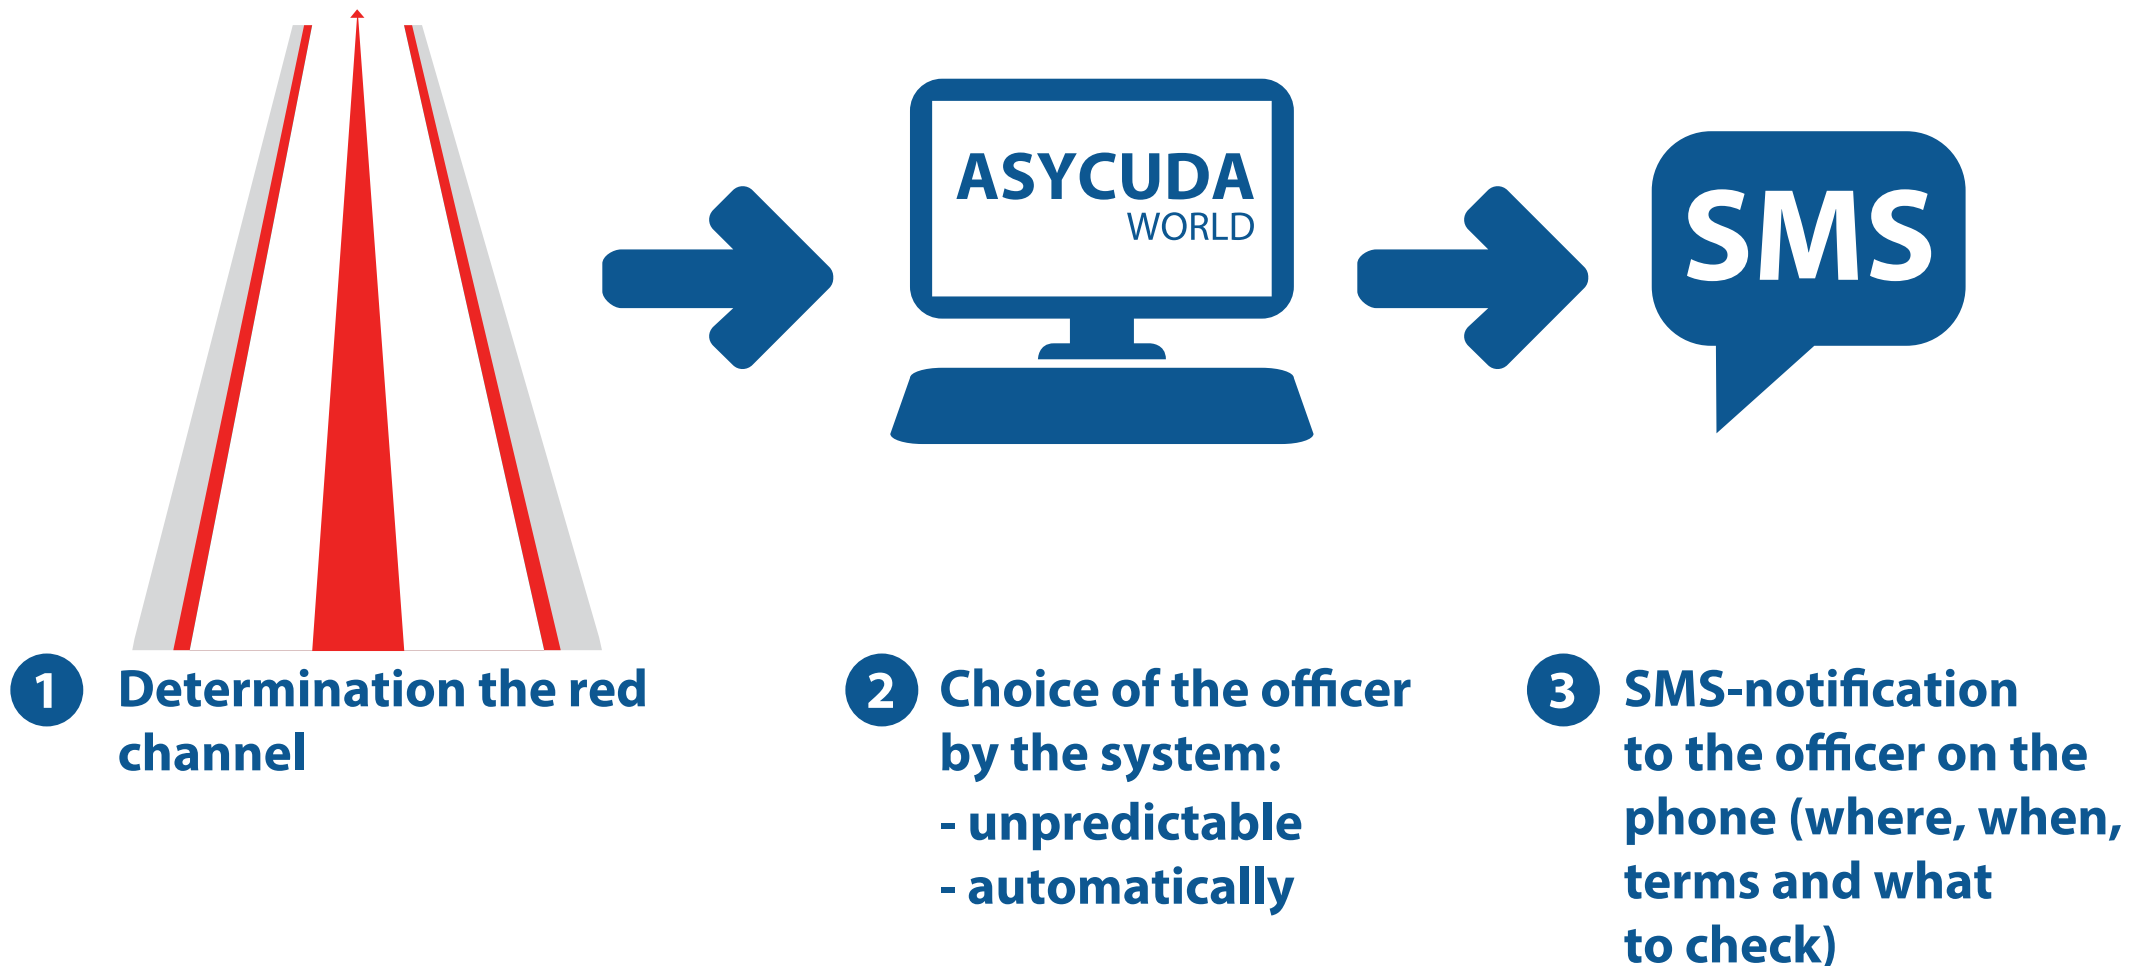 ASYCUDA
WORLD
SMS
1 Determination the red
channel
2 Choice of the officer
by the system:
- unpredictable
- automatically
3 SMS-notification
to the officer on the
phone (where, when,
terms and what
to check)